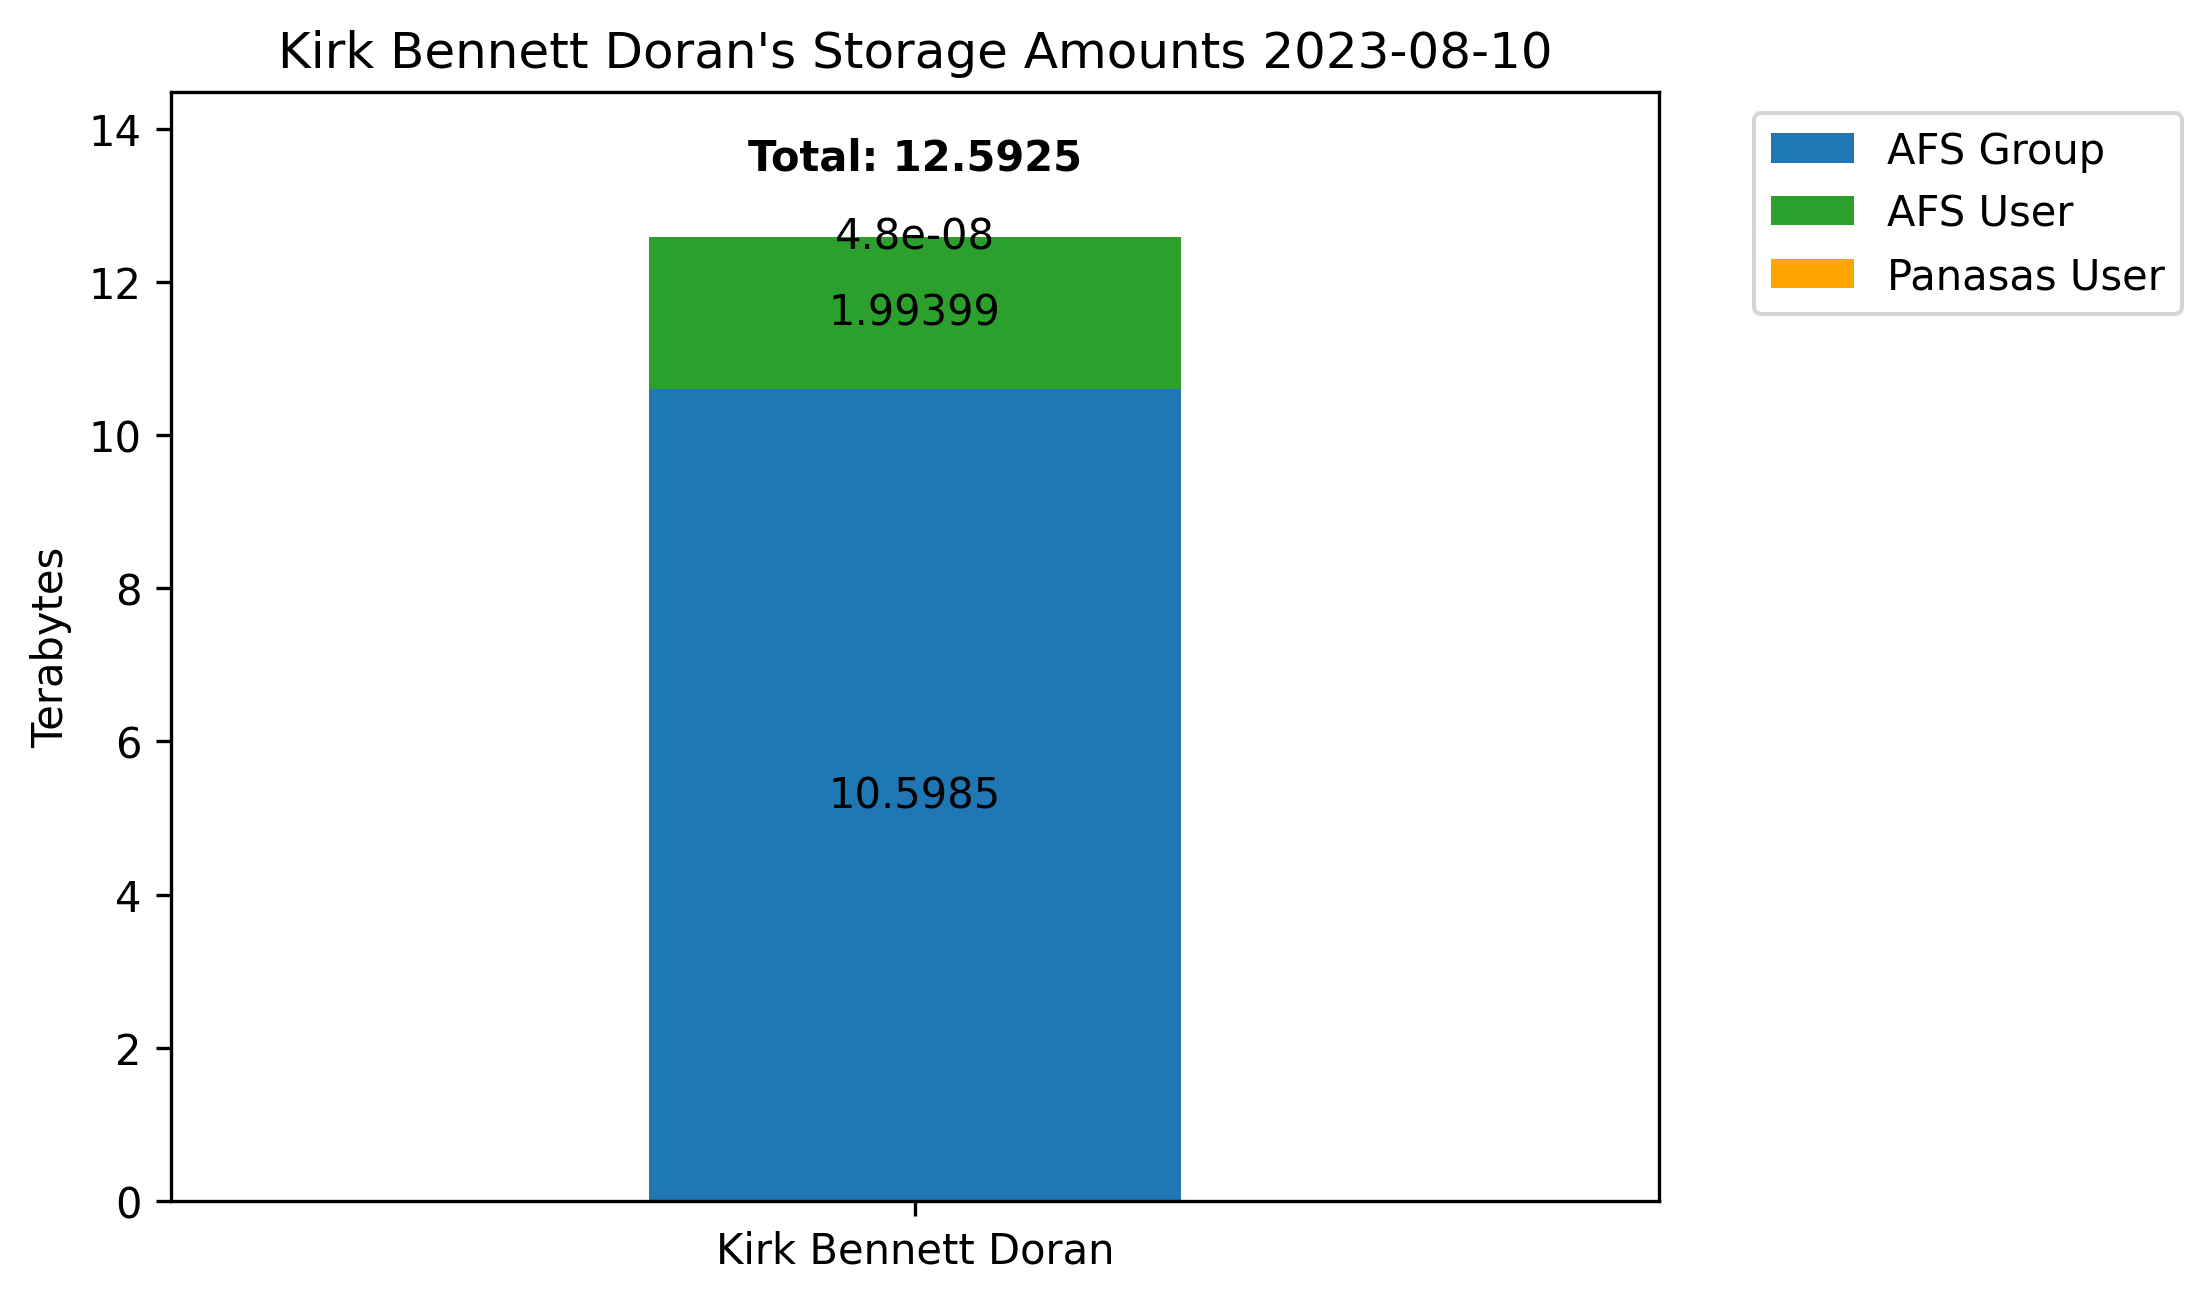 Kirk Bennett Doran's Storage Amounts 2023-08-10
14
12
10
8
6
4
2
0
Terabytes
Total: 12.5925
4.8e-08
1.99399
10.5985
Kirk Bennett Doran
AFS Group
AFS User
Panasas User